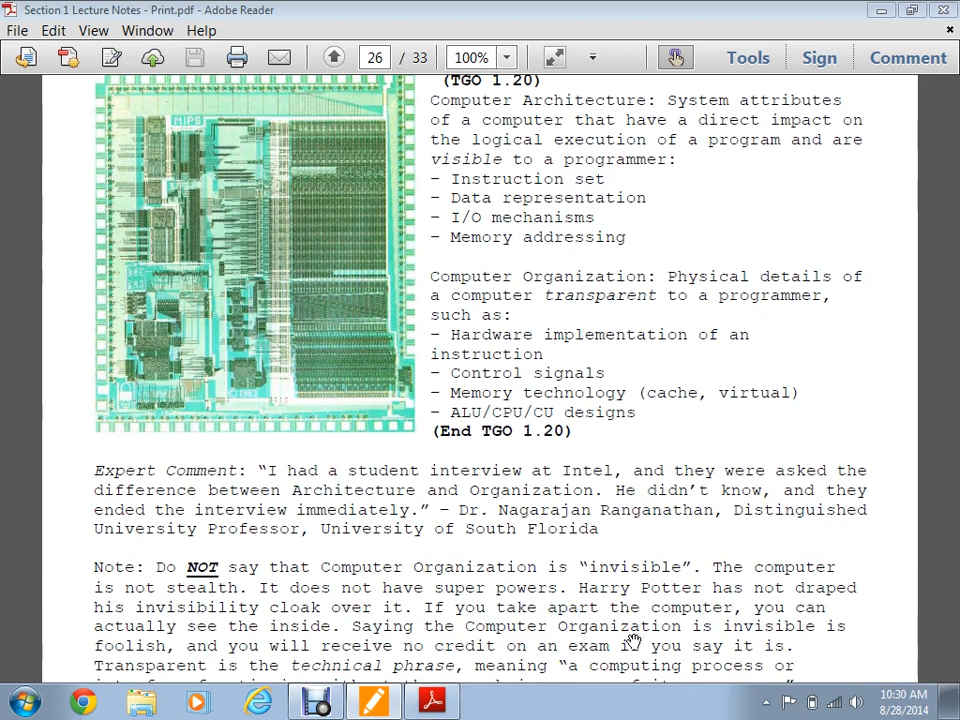 Section 1 Lecture Notes - Print.pdf - Adobe Reader
File Edit View Window Help
26 / 33 100% Tools Sign Comment
(TGO 1.20)
Computer Architecture: System attributes
of a computer that have a direct impact on
the logical execution of a program and are
visible to a programmer:
- Instruction set
- Data representation
- I/O mechanisms
- Memory addressing
Computer Organization: Physical details of
a computer transparent to a programmer,
such as:
- Hardware implementation of an
instruction
- Control signals
- Memory technology (cache, virtual)
- ALU/CPU/CU designs
(End TGO 1.20)
MIPS
Expert Comment: “I had a student interview at Intel, and they were asked the
difference between Architecture and Organization. He didn’t know, and they
ended the interview immediately.” – Dr. Nagarajan Ranganathan, Distinguished
University Professor, University of South Florida
Note: Do NOT say that Computer Organization is “invisible”. The computer
is not stealth. It does not have super powers. Harry Potter has not draped
his invisibility cloak over it. If you take apart the computer, you can
actually see the inside. Saying the Computer Organization is invisible is
foolish, and you will receive no credit on an exam if you say it is.
Transparent is the technical phrase, meaning “a computing process or
10:30 AM
8/28/2014